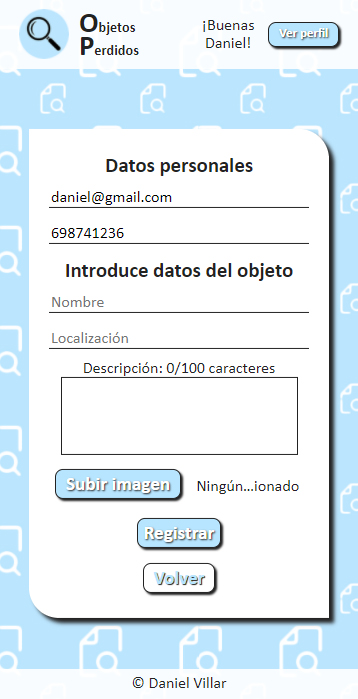 Objetos
Perdidos
¡Buenas
Daniel!
Ver perfil
Datos personales
daniel@gmail.com
698741236
Introduce datos del objeto
Nombre
Localización
Descripción: 0/100 caracteres
Subir imagen Ningún...ionado
Registrar
Volver
© Daniel Villar